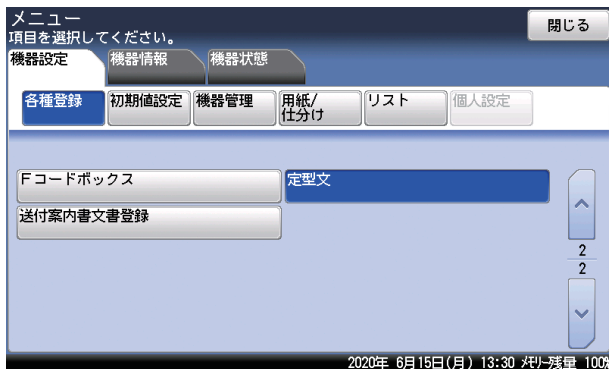 メニュー
項目を選択してください。
閉じる
機器設定 機器情報 機器状態
各種登録 初期値設定 機器管理 用紙/
仕分け リスト 個人設定
Fコードボックス 定型文
送付案内書文書登録
2
2
2020年 6月15日(月) 13:30 ﾒﾓﾘｰ残量 100%